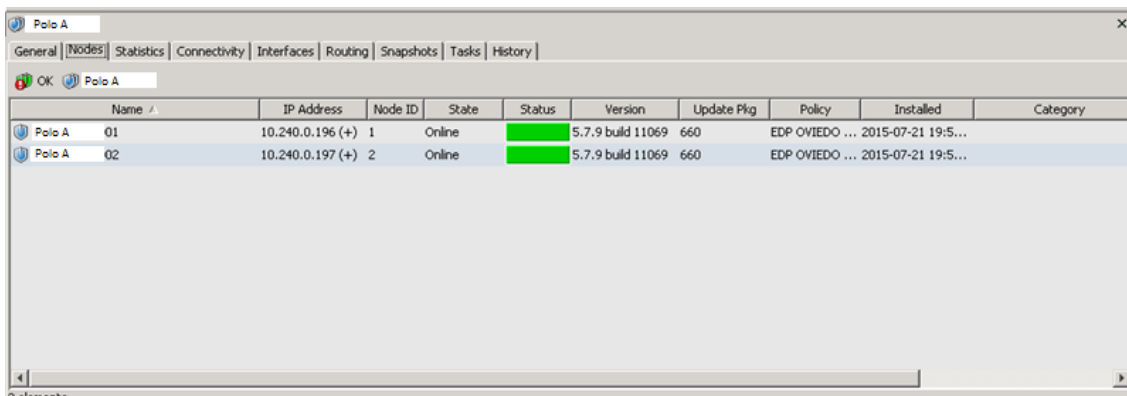 Polo A
General Nodes Statistics Connectivity Interfaces Routing Snapshots Tasks History
OK Polo A
Name IP Address Node ID State Status Version Update Pkg Policy Installed Category
Polo A 01 10.240.0.196 (+) 1 Online 5.7.9 build 11069 660 EDP OVIEDO ... 2015-07-21 19:5...
Polo A 02 10.240.0.197 (+) 2 Online 5.7.9 build 11069 660 EDP OVIEDO ... 2015-07-21 19:5...